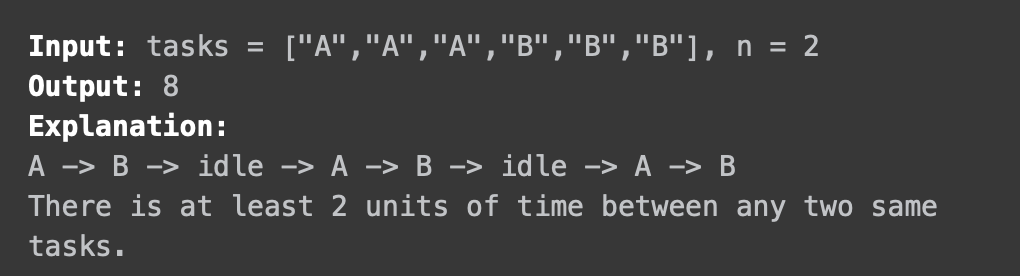 Input: tasks = ["A","A","A","B","B","B"], n = 2
Output: 8
Explanation:
A -> B -> idle -> A -> B -> idle -> A -> B
There is at least 2 units of time between any two same
tasks.